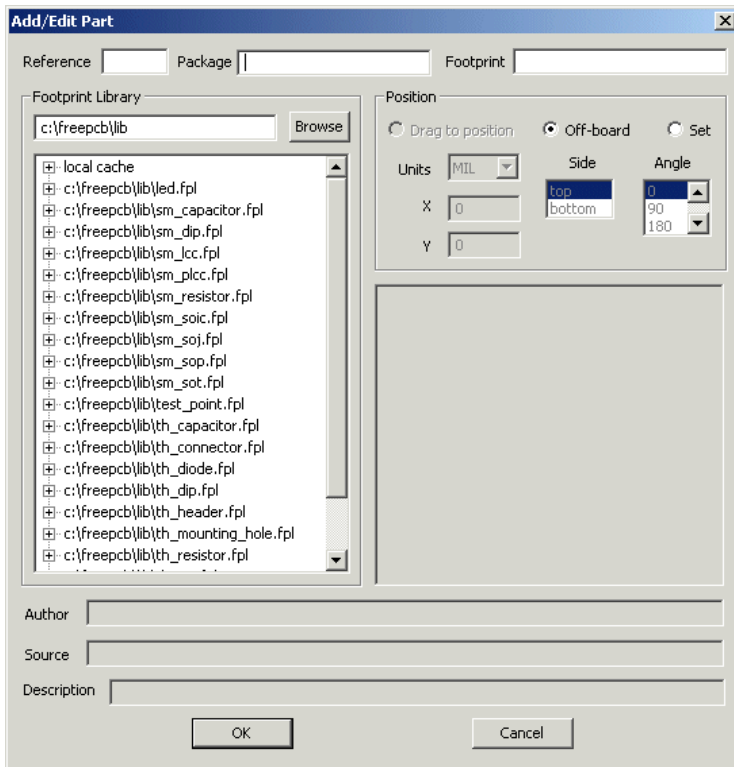 Add/Edit Part
Reference Package Footprint
Footprint Library
c:\freepcb\lib Browse
local cache
c:\freepcb\lib\led.fpl
c:\freepcb\lib\sm_capacitor.fpl
c:\freepcb\lib\sm_dip.fpl
c:\freepcb\lib\sm_lcc.fpl
c:\freepcb\lib\sm_plcc.fpl
c:\freepcb\lib\sm_resistor.fpl
c:\freepcb\lib\sm_soic.fpl
c:\freepcb\lib\sm_soj.fpl
c:\freepcb\lib\sm_sop.fpl
c:\freepcb\lib\sm_sot.fpl
c:\freepcb\lib\test_point.fpl
c:\freepcb\lib\th_capacitor.fpl
c:\freepcb\lib\th_connector.fpl
c:\freepcb\lib\th_diode.fpl
c:\freepcb\lib\th_dip.fpl
c:\freepcb\lib\th_header.fpl
c:\freepcb\lib\th_mounting_hole.fpl
c:\freepcb\lib\th_resistor.fpl
Position
Drag to position Off-board Set
Units MIL Side Angle
X 0 top 0
bottom 90
Y 0 180
Author
Source
Description
OK Cancel